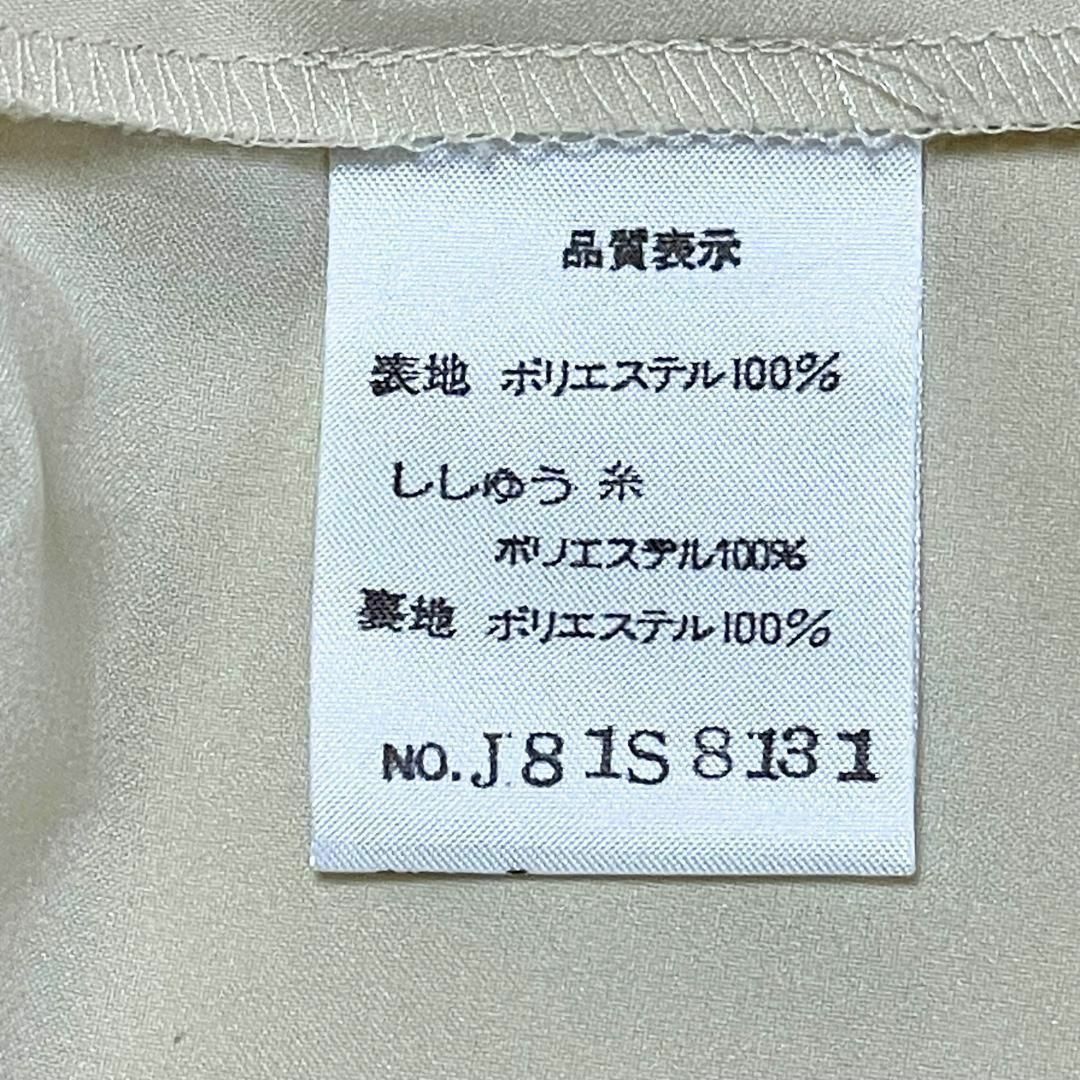 品質表示
表地 ポリエステル100%
ししゅう 糸
ポリエステル100%
裏地 ポリエステル100%
NO.J81S8131